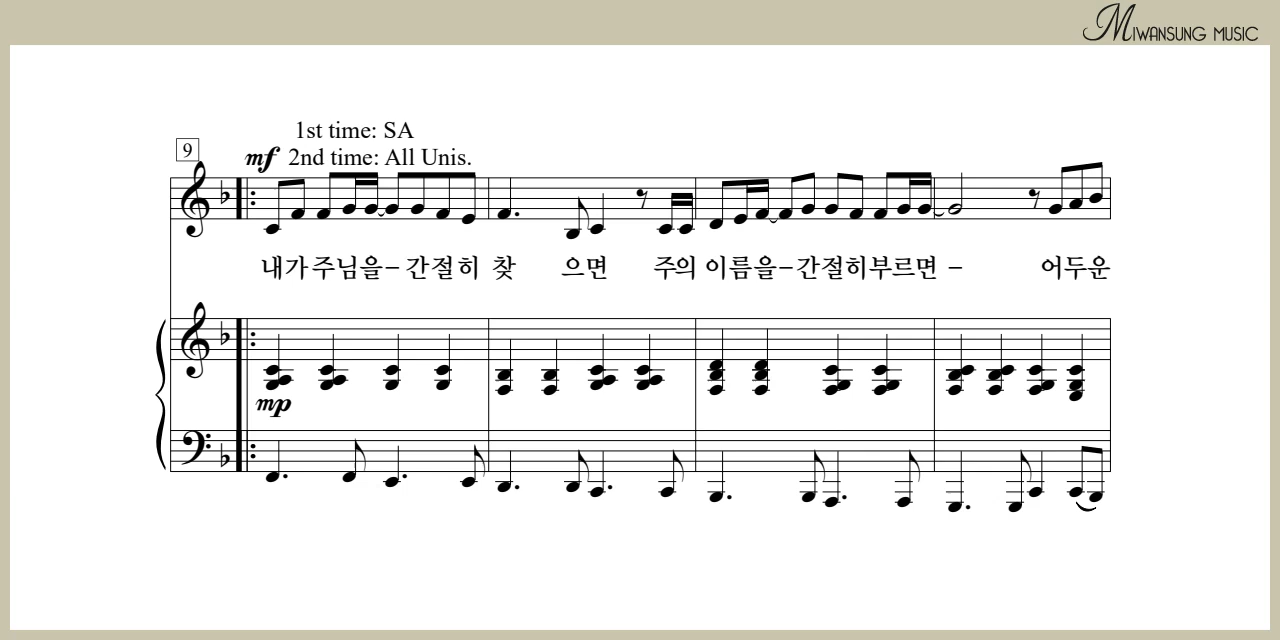 MIWANSUNG MUSIC
1st time: SA
9
mf 2nd time: All Unis.
내가 주님을– 간절히 찾 으면 주의 이름을–간절히부르면 – 어두운
mp